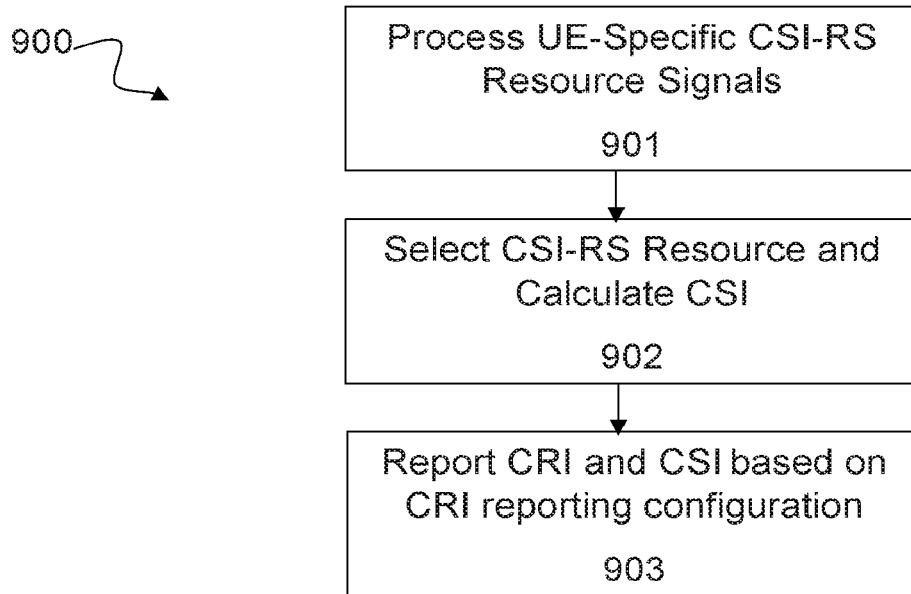 900
Process UE-Specific CSI-RS
Resource Signals
901
Select CSI-RS Resource and
Calculate CSI
902
Report CRI and CSI based on
CRI reporting configuration
903